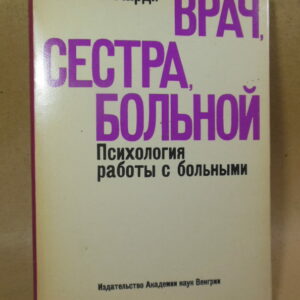 ВРАЧ,
СЕСТРА,
БОЛЬНОЙ
Психология
работы с больными
Издательство Академии наук Венгрии